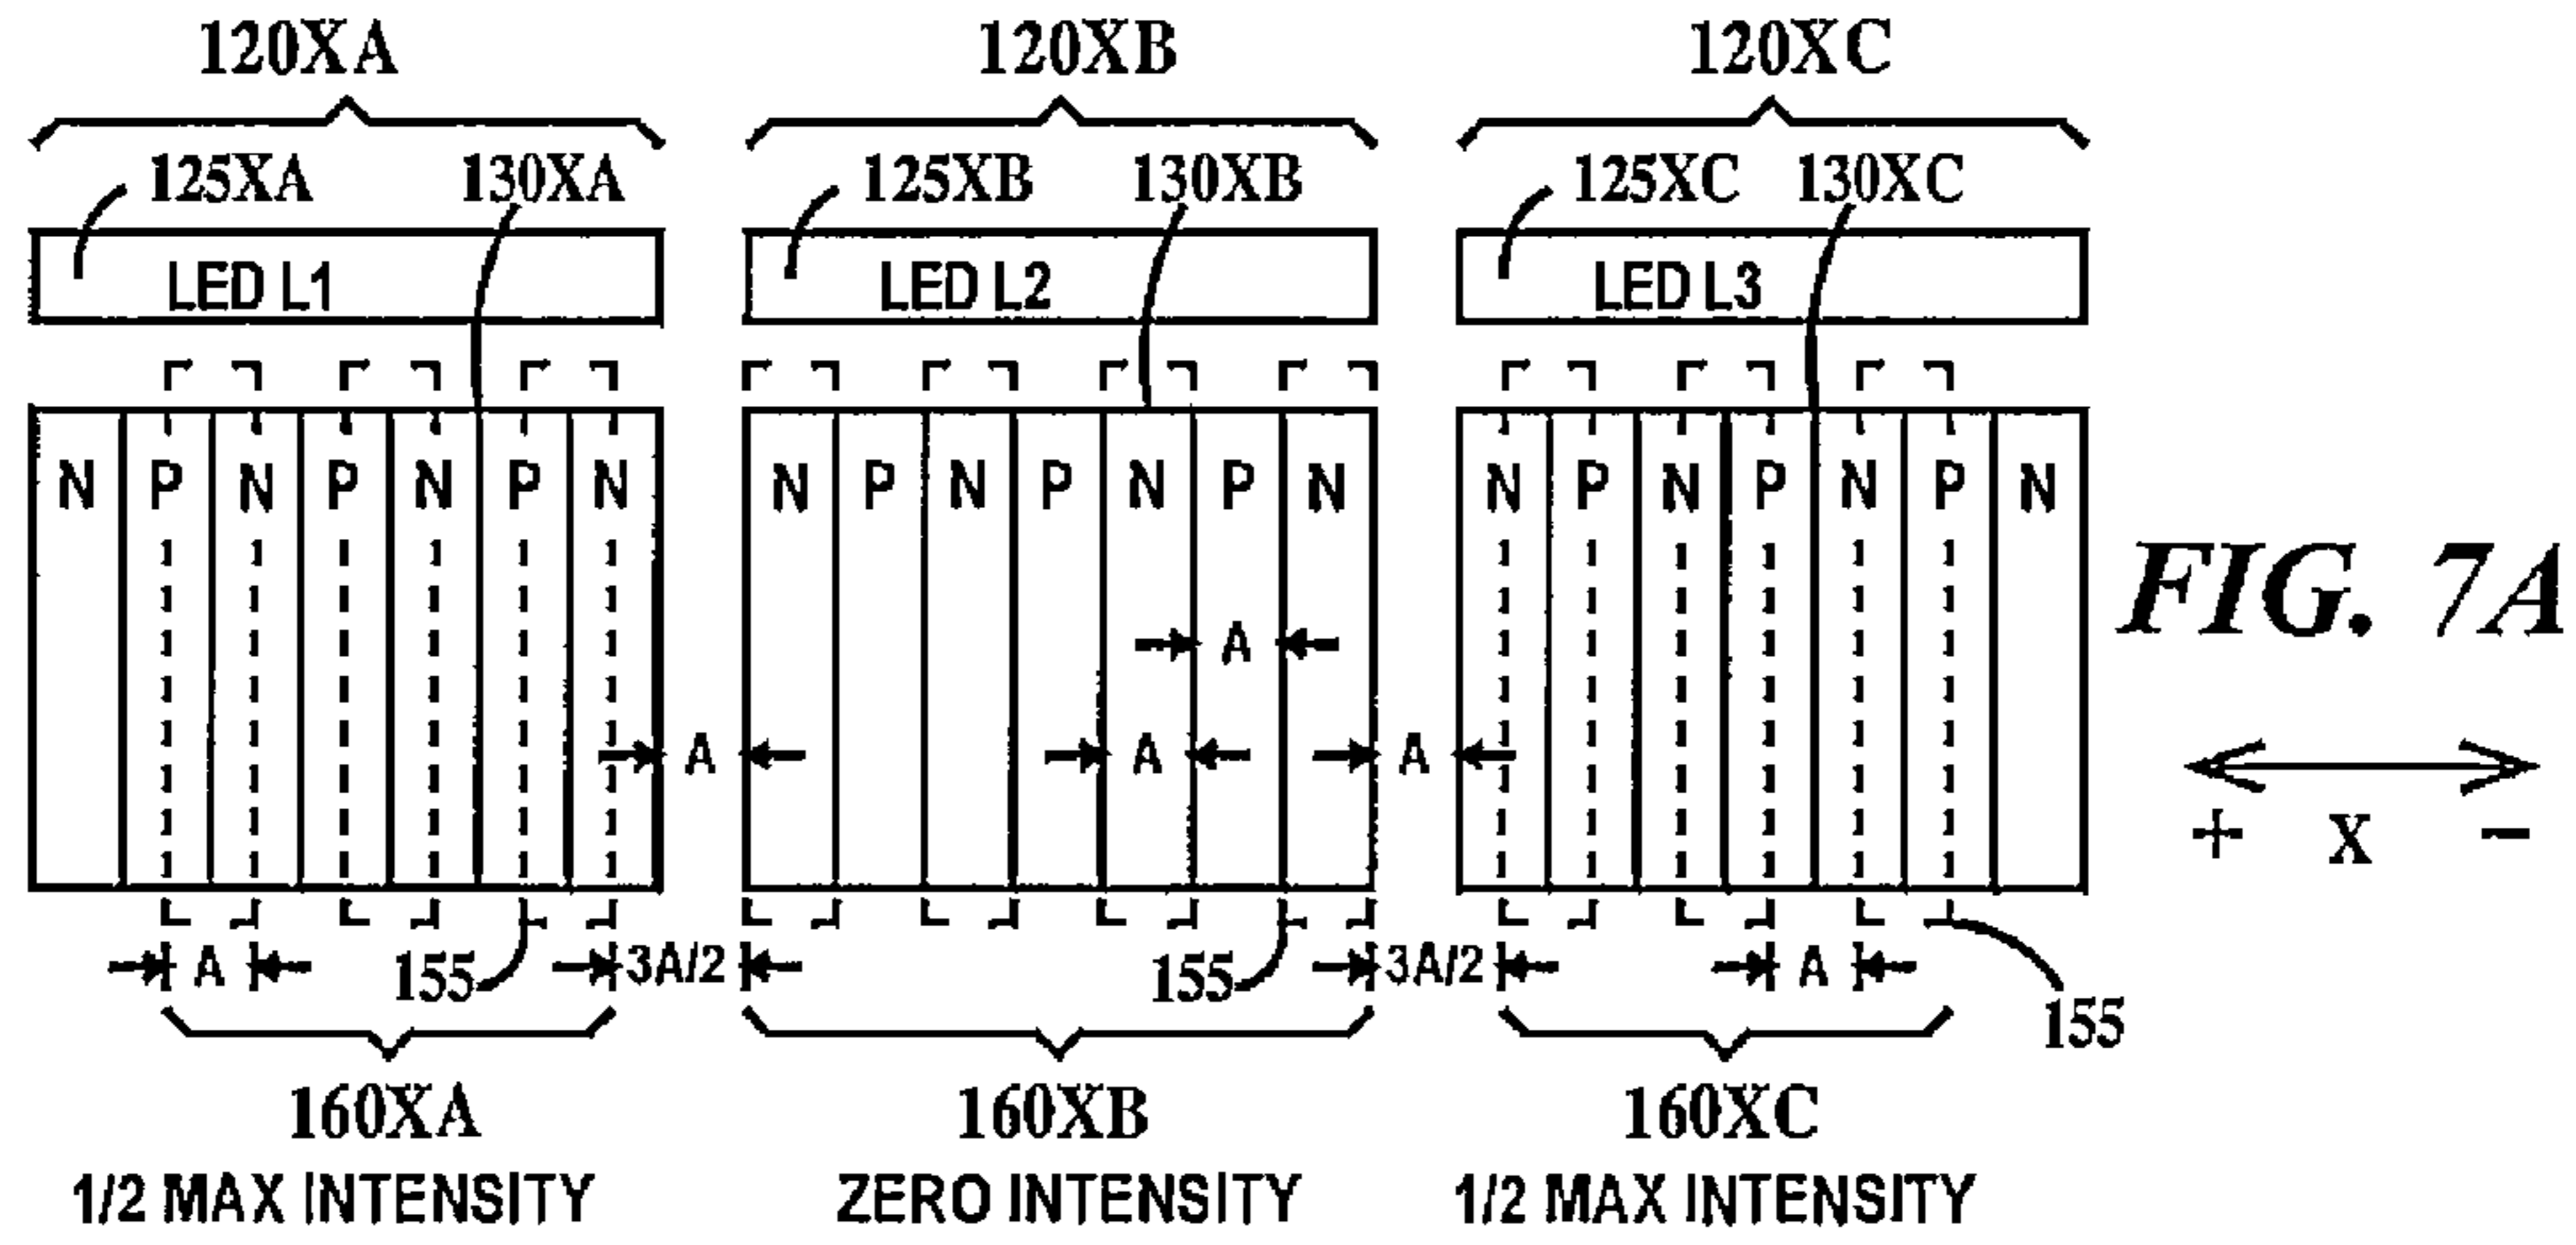 120XA 120XB 120XC
125XA 130XA 125XB 130XB 125XC 130XC
LED L1 LED L2 LED L3
N P N P N P N N P N P N P N N P N P N P N
FIG. 7A
A
A A A
+ X −
A 155 3A/2 155 3A/2 A 155
160XA 160XB 160XC
1/2 MAX INTENSITY ZERO INTENSITY 1/2 MAX INTENSITY